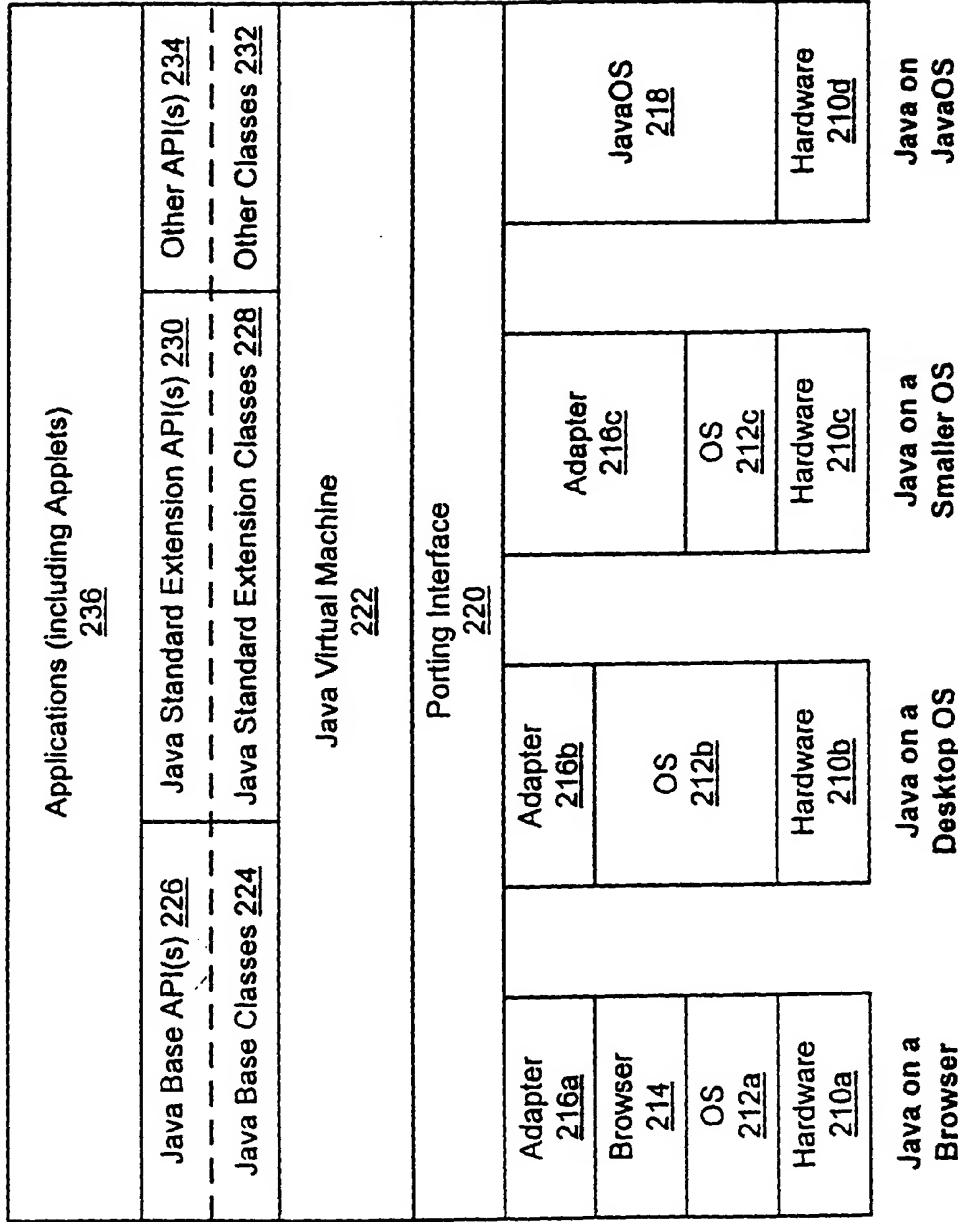 Applications (including Applets)
236
Java Base API(s) 226
Java Standard Extension API(s) 230
Other API(s) 234
Java Base Classes 224
Java Standard Extension Classes 228
Other Classes 232
Java Virtual Machine
222
Porting Interface
220
Adapter
216a
Browser
214
OS
212a
Hardware
210a
Java on a
Browser
Adapter
216b
OS
212b
Hardware
210b
Java on a
Desktop OS
Adapter
216c
OS
212c
Hardware
210c
Java on a
Smaller OS
JavaOS
218
Hardware
210d
Java on
JavaOS